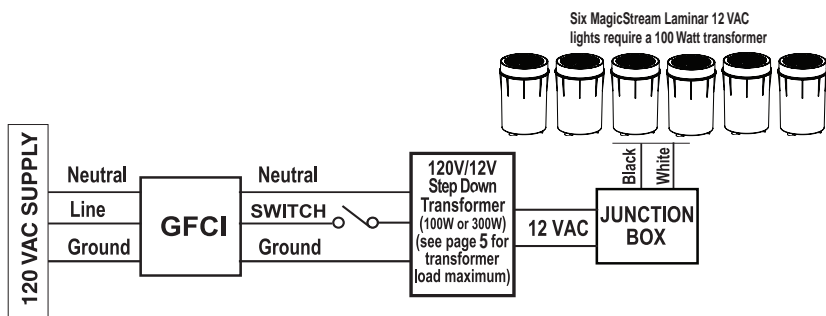 Six MagicStream Laminar 12 VAC
lights require a 100 Watt transformer
120 VAC SUPPLY
Neutral
Line
Ground
GFCI
Neutral
SWITCH
Ground
120V/12V
Step Down
Transformer
(100W or 300W)
(see page 5 for
transformer
load maximum)
12 VAC
Black
White
JUNCTION
BOX